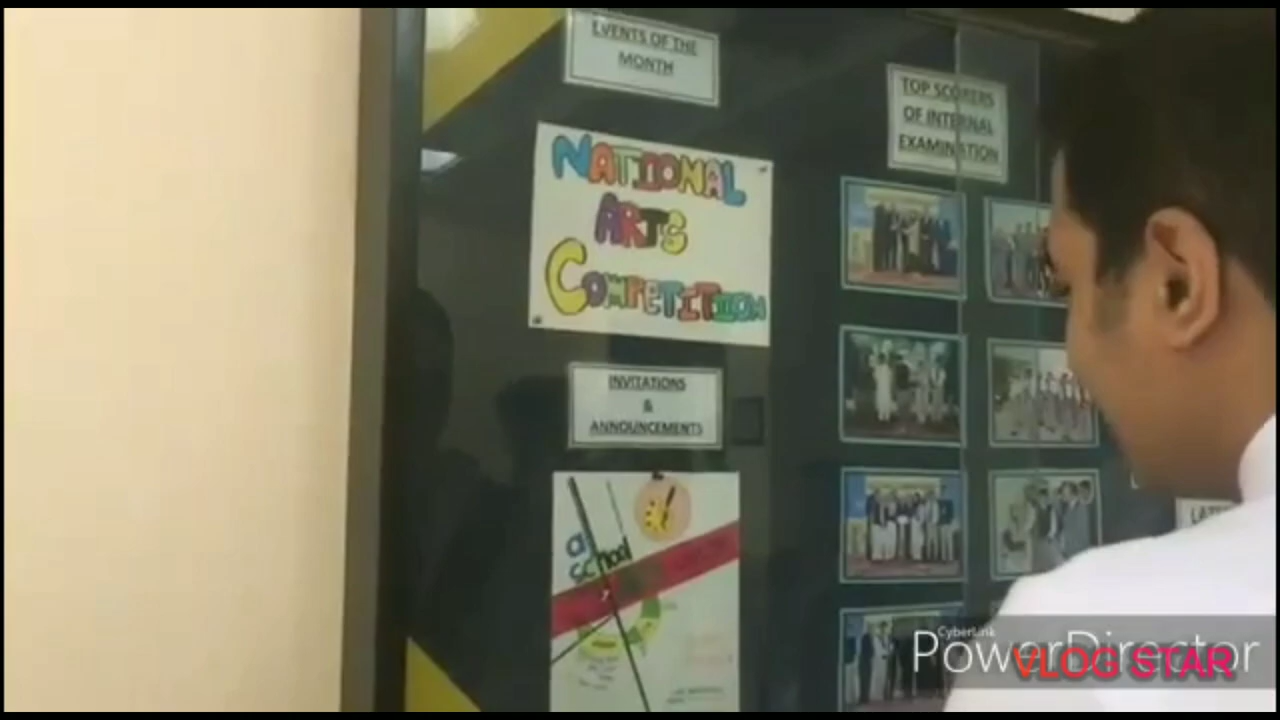 EVENTS OF THE
MONTH
NATIONAL
ARTS
COMPETITION
INVITATIONS
&
ANNOUNCEMENTS
school
TOP SCORERS
OF INTERNAL
EXAMINATION
CyberLink
PowerDirector
VLOG STAR